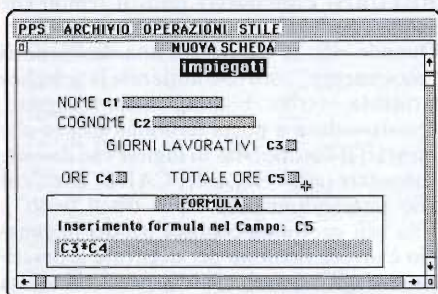 PPS ARCHIVIO OPERAZIONI STILE
NUOVA SCHEDA
impiegati
NOME C1
COGNOME C2
GIORNI LAVORATIVI C3
ORE C4 TOTALE ORE C5
FORMULA
Inserimento formula nel Campo: C5
C3*C4